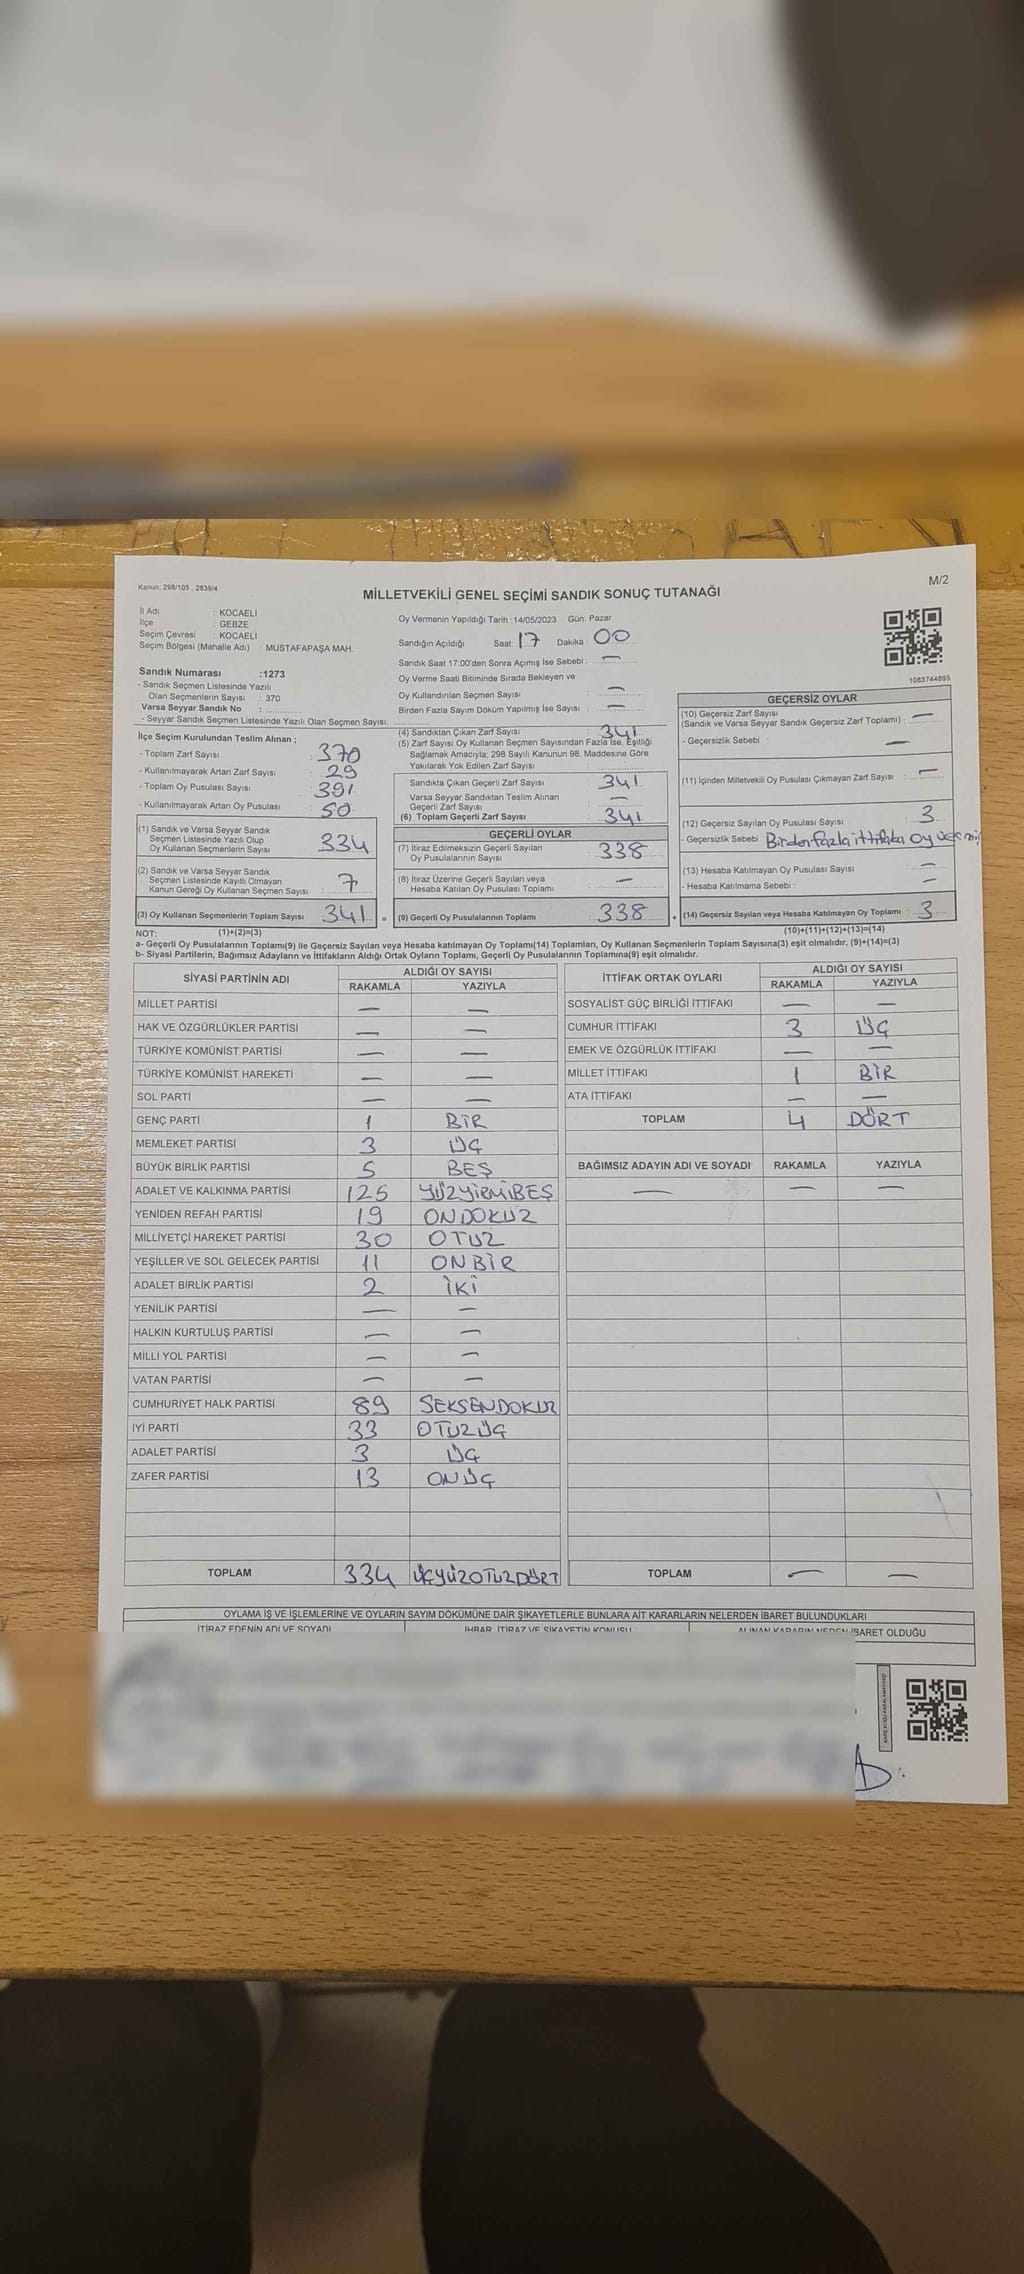 Kanun: 298/105 , 2839/4
M/2
MİLLETVEKİLİ GENEL SEÇİMİ SANDIK SONUÇ TUTANAĞI
İl Adı : KOCAELİ
İlçe : GEBZE
Seçim Çevresi : KOCAELİ
Seçim Bölgesi (Mahalle Adı) : MUSTAFAPAŞA MAH.
Oy Vermenin Yapıldığı Tarih :14/05/2023 Gün: Pazar
Sandığın Açıldığı Saat: 17 Dakika: 00
Sandık Saat 17:00'den Sonra Açımış İse Sebebi : —
Oy Verme Saati Bitiminde Sırada Bekleyen ve
Oy Kullandırılan Seçmen Sayısı : —
Birden Fazla Sayım Döküm Yapılmış İse Sayısı : —
1083744895
Sandık Numarası :1273
- Sandık Seçmen Listesinde Yazılı
Olan Seçmenlerin Sayısı : 370
Varsa Seyyar Sandık No :
- Seyyar Sandık Seçmen Listesinde Yazılı Olan Seçmen Sayısı:
İlçe Seçim Kurulundan Teslim Alınan ;
- Toplam Zarf Sayısı : 370
- Kullanılmayarak Artan Zarf Sayısı : 29
- Toplam Oy Pusulası Sayısı : 391
- Kullanılmayarak Artan Oy Pusulası : 50
(1) Sandık ve Varsa Seyyar Sandık
Seçmen Listesinde Yazılı Olup
Oy Kullanan Seçmenlerin Sayısı : 334
(2) Sandık ve Varsa Seyyar Sandık
Seçmen Listesinde Kayıtlı Olmayan
Kanun Gereği Oy Kullanan Seçmen Sayısı : 7
(3) Oy Kullanan Seçmenlerin Toplam Sayısı : 341 =
(4) Sandıktan Çıkan Zarf Sayısı : 341
(5) Zarf Sayısı Oy Kullanan Seçmen Sayısından Fazla İse, Eşitliği
Sağlamak Amacıyla; 298 Sayılı Kanunun 98. Maddesine Göre
Yakılarak Yok Edilen Zarf Sayısı :
Sandıkta Çıkan Geçerli Zarf Sayısı : 341
Varsa Seyyar Sandıktan Teslim Alınan
Geçerli Zarf Sayısı : —
(6) Toplam Geçerli Zarf Sayısı : 341
GEÇERLİ OYLAR
(7) İtiraz Edilmeksizin Geçerli Sayılan
Oy Pusulalarının Sayısı : 338
(8) İtiraz Üzerine Geçerli Sayılan veya
Hesaba Katılan Oy Pusulası Toplamı : —
(9) Geçerli Oy Pusulalarının Toplamı : 338 +
GEÇERSİZ OYLAR
(10) Geçersiz Zarf Sayısı
(Sandık ve Varsa Seyyar Sandık Geçersiz Zarf Toplamı) : —
- Geçersizlik Sebebi : —
(11) İçinden Milletvekili Oy Pusulası Çıkmayan Zarf Sayısı : —
(12) Geçersiz Sayılan Oy Pusulası Sayısı : 3
- Geçersizlik Sebebi Birden fazla ittifaka oy vermiş
(13) Hesaba Katılmayan Oy Pusulası Sayısı : —
- Hesaba Katılmama Sebebi : —
(14) Geçersiz Sayılan veya Hesaba Katılmayan Oy Toplamı : 3
NOT: (1)+(2)=(3)
(10)+(11)+(12)+(13)=(14)
a- Geçerli Oy Pusulalarının Toplamı(9) ile Geçersiz Sayılan veya Hesaba katılmayan Oy Toplamı(14) Toplamları, Oy Kullanan Seçmenlerin Toplam Sayısına(3) eşit olmalıdır. (9)+(14)=(3)
b- Siyasi Partilerin, Bağımsız Adayların ve İttifakların Aldığı Ortak Oyların Toplamı, Geçerli Oy Pusulalarının Toplamına(9) eşit olmalıdır.
SİYASİ PARTİNİN ADI ALDIĞI OY SAYISI
RAKAMLA YAZIYLA
MİLLET PARTİSİ — —
HAK VE ÖZGÜRLÜKLER PARTİSİ — —
TÜRKİYE KOMÜNİST PARTİSİ — —
TÜRKİYE KOMÜNİST HAREKETİ — —
SOL PARTİ — —
GENÇ PARTİ 1 BİR
MEMLEKET PARTİSİ 3 ÜÇ
BÜYÜK BİRLİK PARTİSİ 5 BEŞ
ADALET VE KALKINMA PARTİSİ 125 YÜZYİRMİBEŞ
YENİDEN REFAH PARTİSİ 19 ONDOKUZ
MİLLİYETÇİ HAREKET PARTİSİ 30 OTUZ
YEŞİLLER VE SOL GELECEK PARTİSİ 11 ONBİR
ADALET BİRLİK PARTİSİ 2 İKİ
YENİLİK PARTİSİ — —
HALKIN KURTULUŞ PARTİSİ — —
MİLLİ YOL PARTİSİ — —
VATAN PARTİSİ — —
CUMHURİYET HALK PARTİSİ 89 SEKSENDOKUZ
İYİ PARTİ 33 OTUZÜÇ
ADALET PARTİSİ 3 ÜÇ
ZAFER PARTİSİ 13 ONÜÇ
TOPLAM 334 ÜÇYÜZOTUZDÖRT
İTTİFAK ORTAK OYLARI ALDIĞI OY SAYISI
RAKAMLA YAZIYLA
SOSYALİST GÜÇ BİRLİĞİ İTTİFAKI — —
CUMHUR İTTİFAKI 3 ÜÇ
EMEK VE ÖZGÜRLÜK İTTİFAKI — —
MİLLET İTTİFAKI 1 BİR
ATA İTTİFAKI — —
TOPLAM 4 DÖRT
BAĞIMSIZ ADAYIN ADI VE SOYADI RAKAMLA YAZIYLA
— — —
TOPLAM — —
OYLAMA İŞ VE İŞLEMLERİNE VE OYLARIN SAYIM DÖKÜMÜNE DAİR ŞİKAYETLERLE BUNLARA AİT KARARLARIN NELERDEN İBARET BULUNDUKLARI
İTİRAZ EDENİN ADI VE SOYADI İHBAR, İTİRAZ VE ŞİKAYETİN KONUSU ALINAN KARARIN NEDEN İBARET OLDUĞU